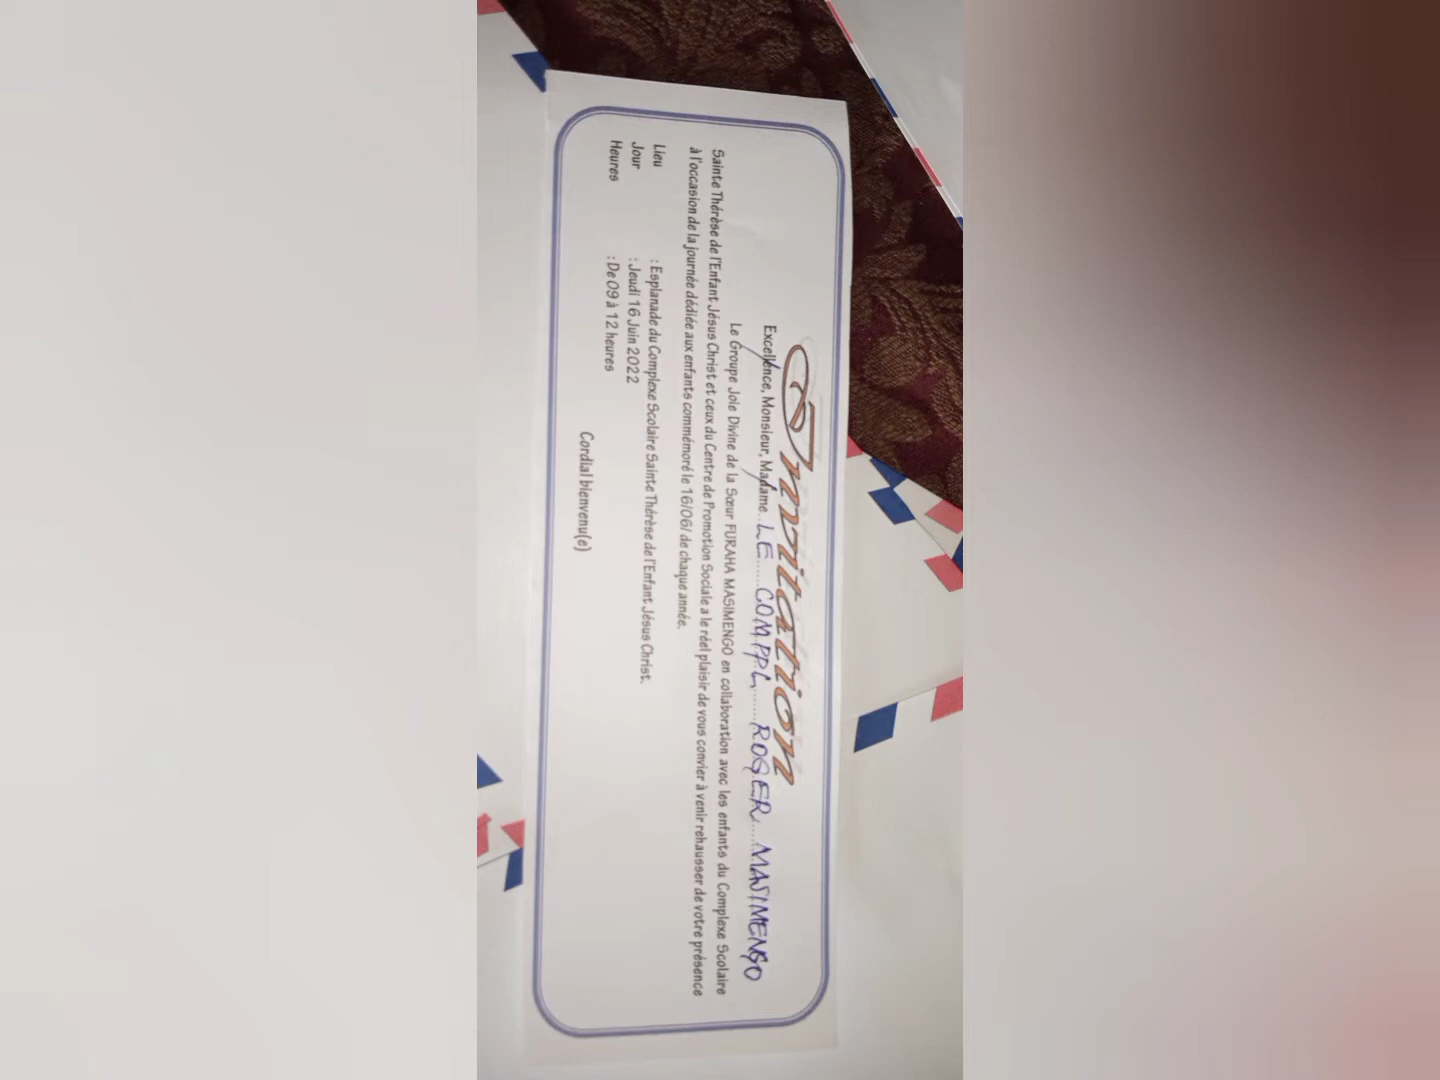 Invitation
Excellence, Monsieur, Madame..LE......COMPPL.......ROGER.....MASIMENGO
Le Groupe Joie Divine de la Sœur FURAHA MASIMENGO en collaboration avec les enfants du Complexe Scolaire
Sainte Thérèse de l'Enfant Jésus Christ et ceux du Centre de Promotion Sociale a le réel plaisir de vous convier à venir rehausser de votre présence
à l'occasion de la journée dédiée aux enfants commémoré le 16/06/ de chaque année.
Lieu : Esplanade du Complexe Scolaire Sainte Thérèse de l'Enfant Jésus Christ.
Jour : Jeudi 16 Juin 2022
Heures : De 09 à 12 heures
Cordial bienvenu(e)